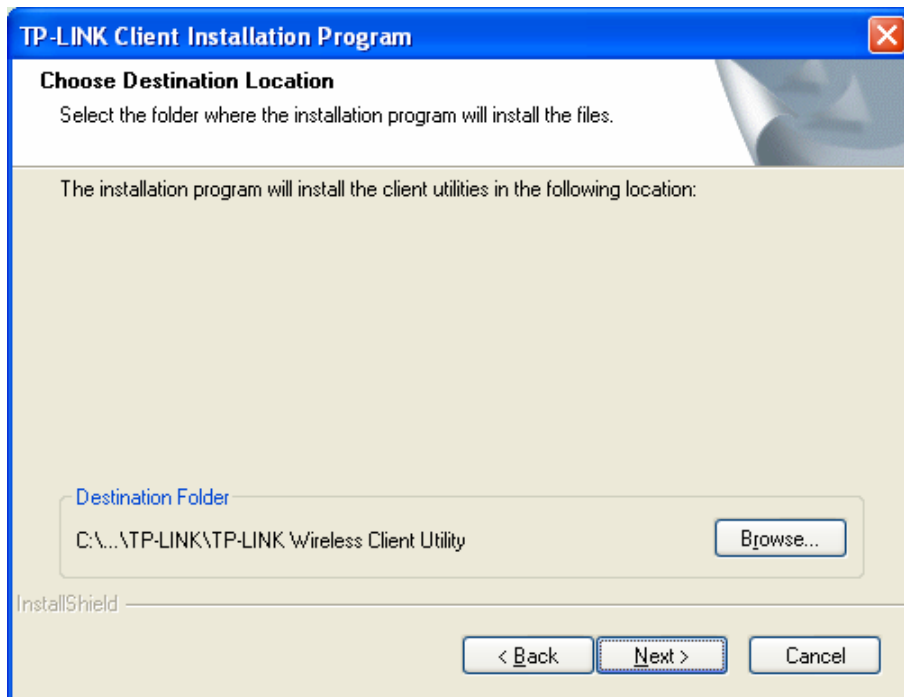 TP-LINK Client Installation Program
Choose Destination Location
Select the folder where the installation program will install the files.
The installation program will install the client utilities in the following location:
Destination Folder
C:\...\TP-LINK\TP-LINK Wireless Client Utility
Browse...
InstallShield
< Back
Next >
Cancel